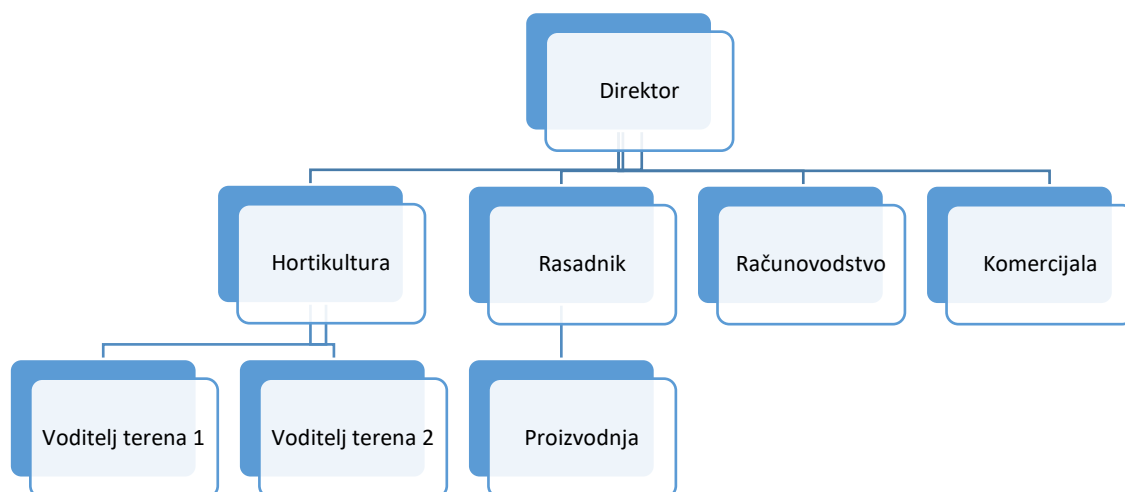 Direktor
Hortikultura
Rasadnik
Računovodstvo
Komercijala
Voditelj terena 1
Voditelj terena 2
Proizvodnja